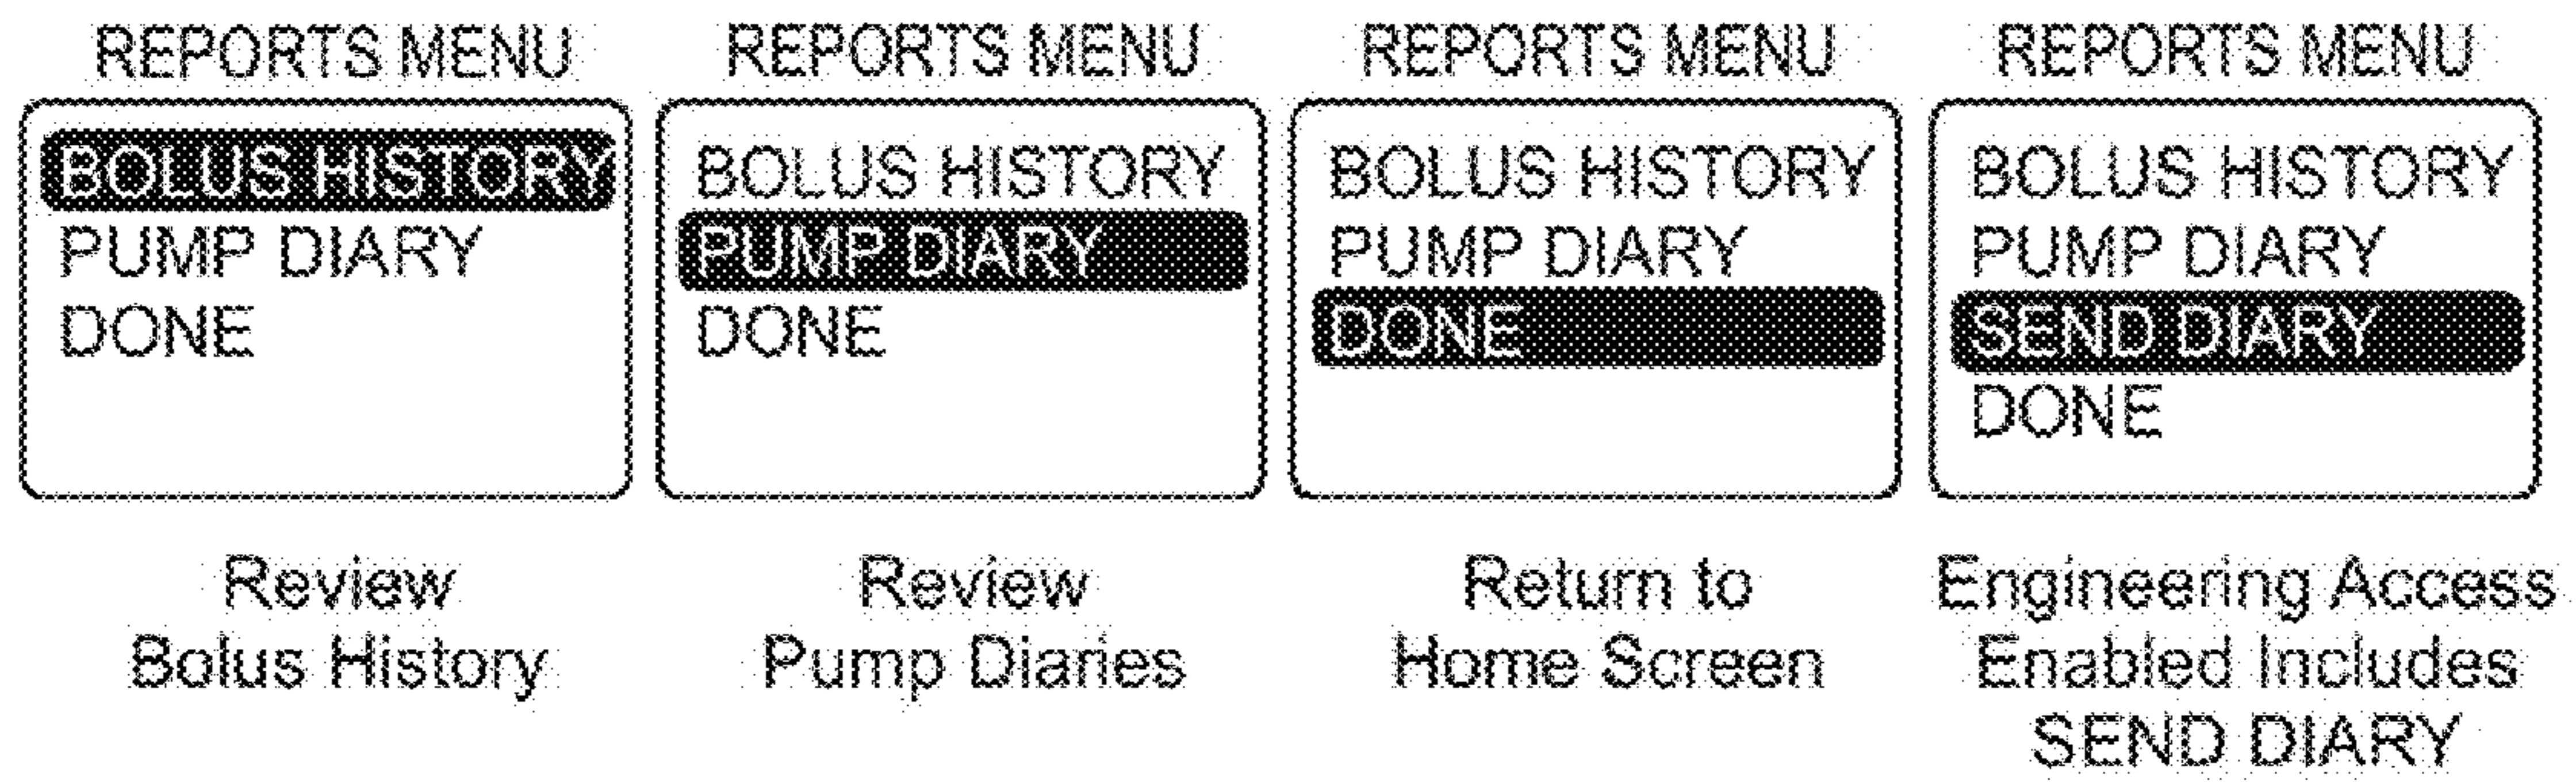 REPORTS MENU
BOLUS HISTORY
PUMP DIARY
DONE
Review
Bolus History
REPORTS MENU
BOLUS HISTORY
PUMP DIARY
DONE
Review
Pump Diaries
REPORTS MENU
BOLUS HISTORY
PUMP DIARY
DONE
Return to
Home Screen
REPORTS MENU
BOLUS HISTORY
PUMP DIARY
SEND DIARY
DONE
Engineering Access
Enabled Includes
SEND DIARY